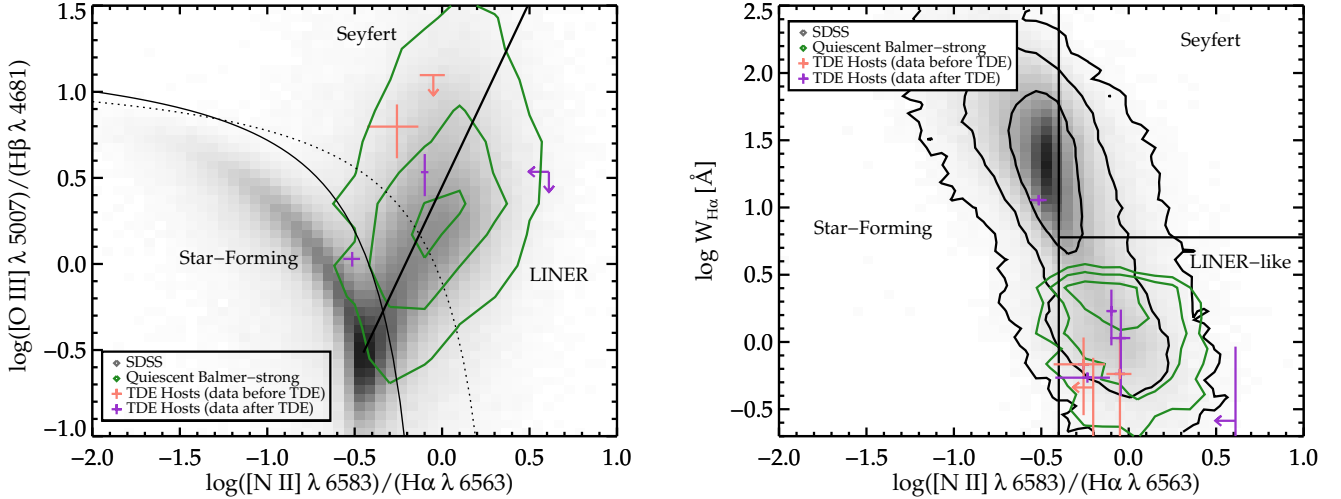 log([O III] λ 5007)/(Hβ λ 4681)
1.5
1.0
0.5
0.0
−0.5
−1.0
Seyfert
Star−Forming
LINER
SDSS
Quiescent Balmer−strong
TDE Hosts (data before TDE)
TDE Hosts (data after TDE)
−2.0 −1.5 −1.0 −0.5 0.0 0.5 1.0
log([N II] λ 6583)/(Hα λ 6563)
log W Hα [Å]
2.5
2.0
1.5
1.0
0.5
0.0
−0.5
SDSS
Quiescent Balmer−strong
TDE Hosts (data before TDE)
TDE Hosts (data after TDE)
Seyfert
Star−Forming
LINER−like
−2.0 −1.5 −1.0 −0.5 0.0 0.5 1.0
log([N II] λ 6583)/(Hα λ 6563)